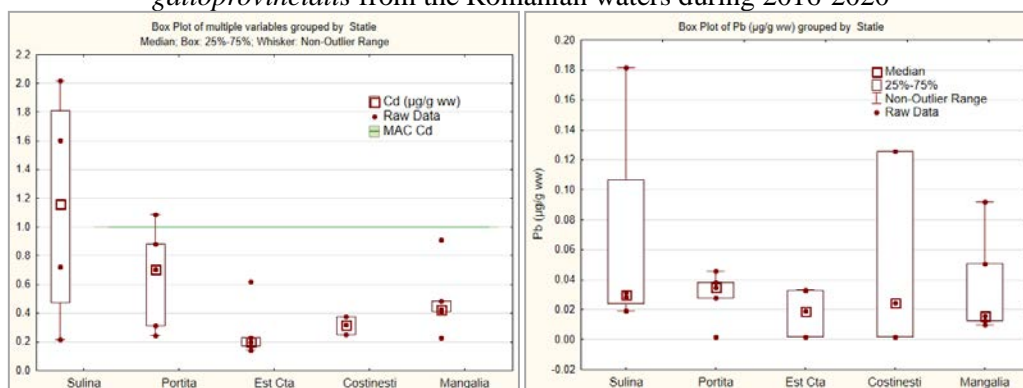 galloprovincialis from the Romanian waters during 2016-2020
Box Plot of multiple variables grouped by Statie
Median; Box: 25%-75%; Whisker: Non-Outlier Range
2.2
2.0
1.8
1.6
1.4
1.2
1.0
0.8
0.6
0.4
0.2
0.0
Cd (µg/g ww)
Raw Data
MAC Cd
Sulina Portita Est Cta Costinesti Mangalia
Box Plot of Pb (µg/g ww) grouped by Statie
Pb (µg/g ww)
0.20
0.18
0.16
0.14
0.12
0.10
0.08
0.06
0.04
0.02
0.00
-0.02
Median
25%-75%
Non-Outlier Range
Raw Data
Sulina Portita Est Cta Costinesti Mangalia